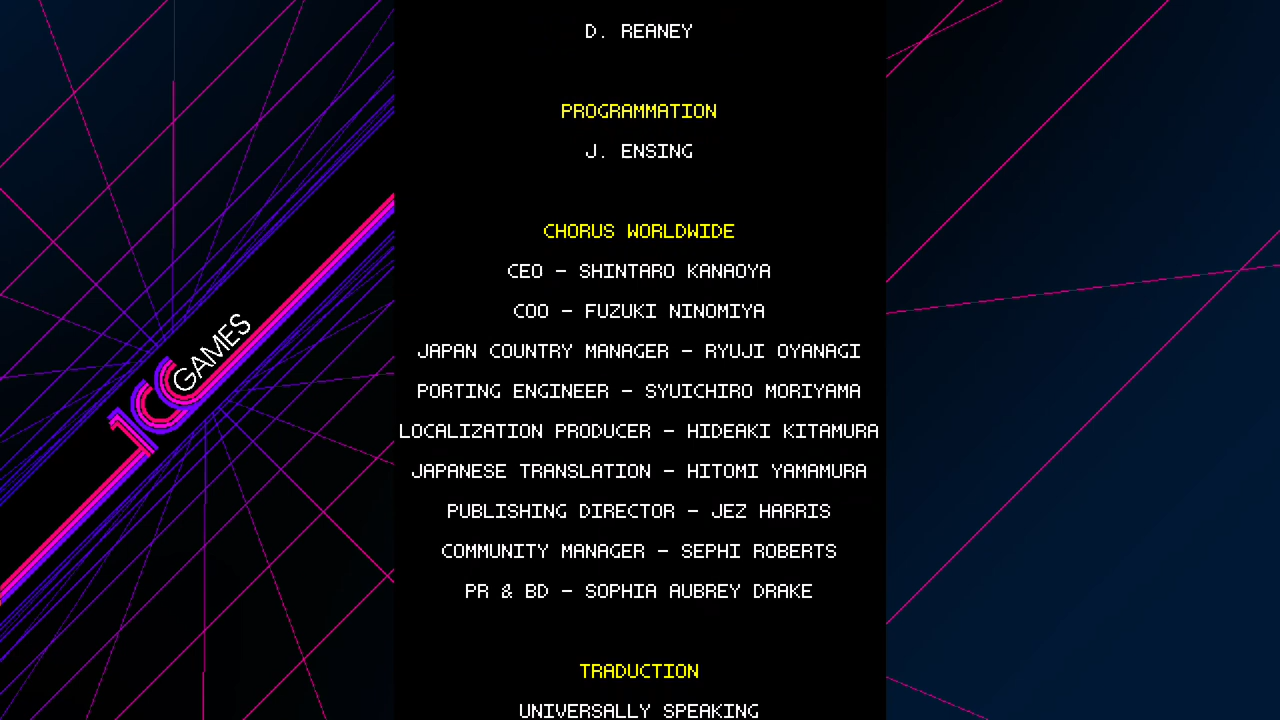 D. REANEY
PROGRAMMATION
J. ENSING
CHORUS WORLDWIDE
CEO - SHINTARO KANAOYA
COO - FUZUKI NINOMIYA
JAPAN COUNTRY MANAGER - RYUJI OYANAGI
PORTING ENGINEER - SYUICHIRO MORIYAMA
LOCALIZATION PRODUCER - HIDEAKI KITAMURA
JAPANESE TRANSLATION - HITOMI YAMAMURA
PUBLISHING DIRECTOR - JEZ HARRIS
COMMUNITY MANAGER - SEPHI ROBERTS
PR & BD - SOPHIA AUBREY DRAKE
TRADUCTION
UNIVERSALLY SPEAKING
1CC GAMES